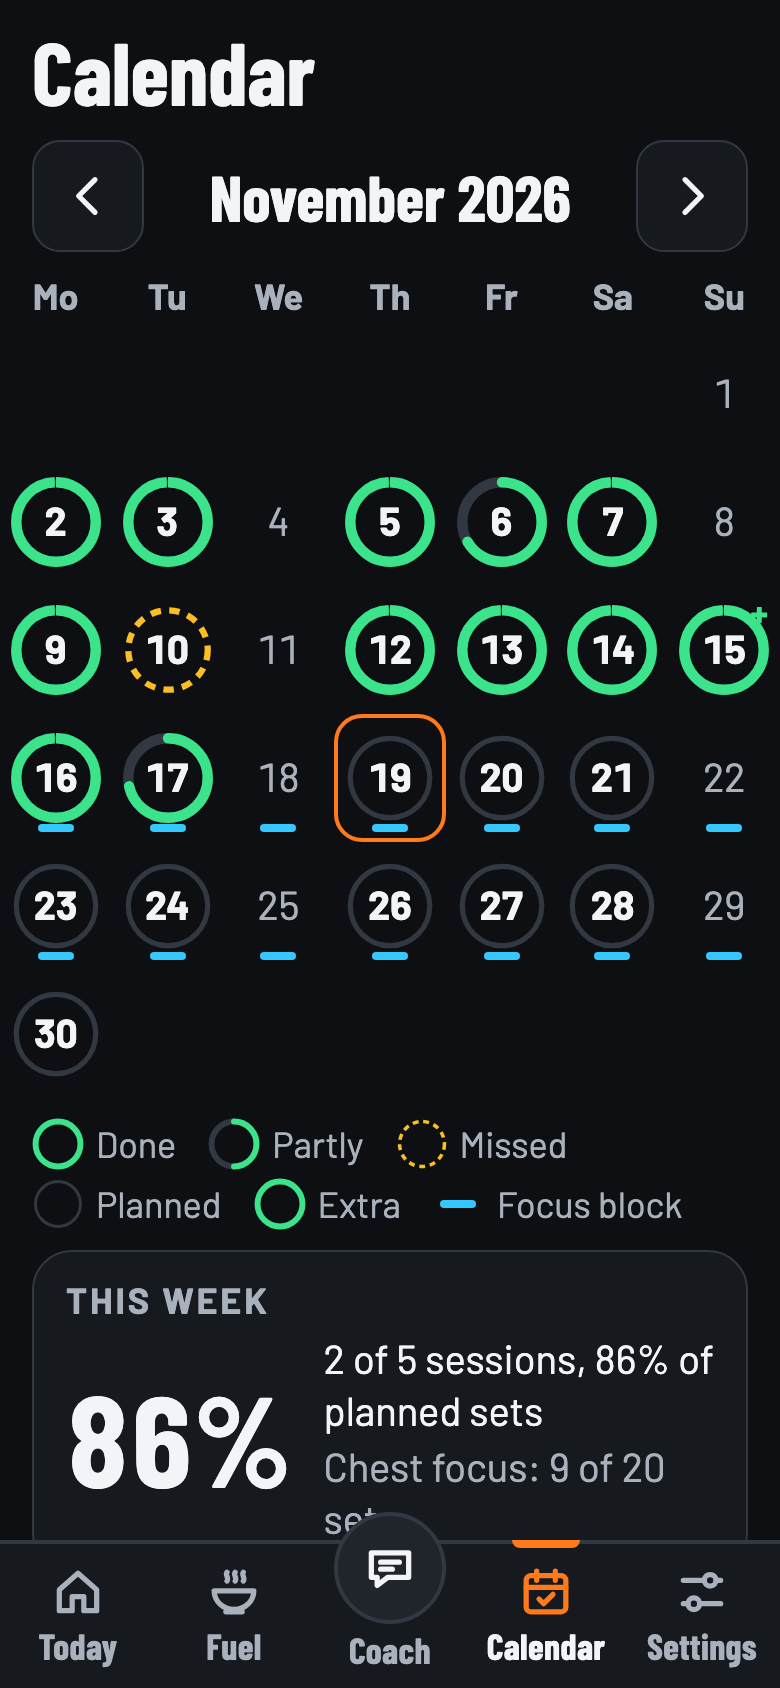 Calendar
November 2026
Mo Tu We Th Fr Sa Su
1
2 3 4 5 6 7 8
9 10 11 12 13 14 15 +
16 17 18 19 20 21 22
23 24 25 26 27 28 29
30
Done Partly Missed
Planned Extra Focus block
THIS WEEK
86%
2 of 5 sessions, 86% of
planned sets
Chest focus: 9 of 20
Today Fuel Coach Calendar Settings